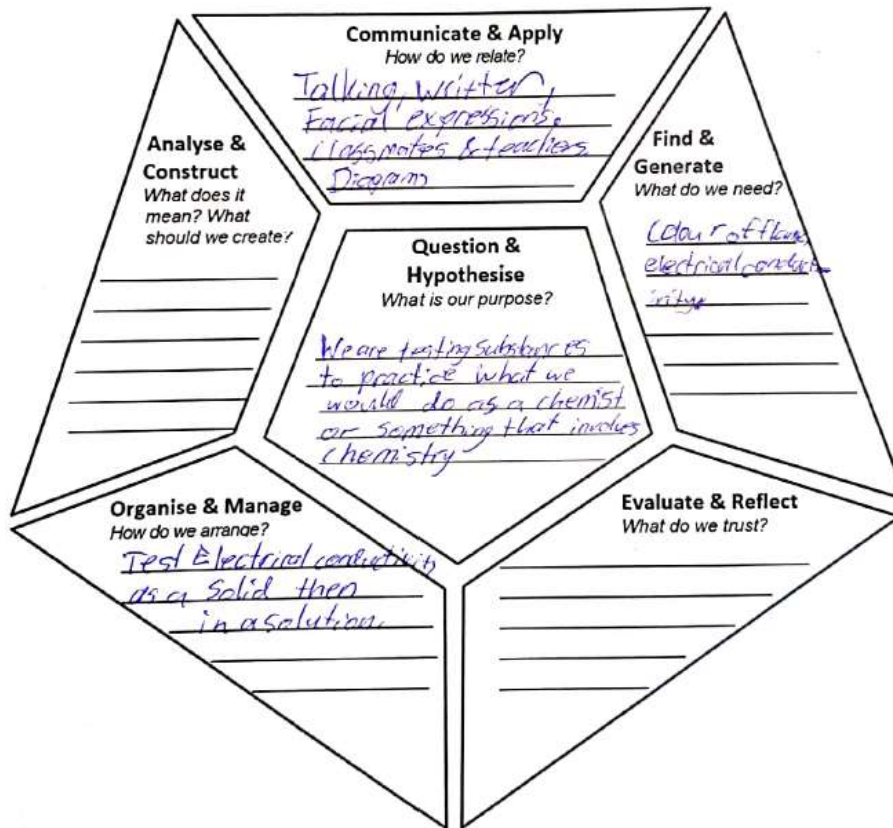 Communicate & Apply
How do we relate?
Talking, written,
Facial expressions.
Classmates & teachers.
Diagrams
Analyse &
Construct
What does it
mean? What
should we create?
Find &
Generate
What do we need?
Colour of flame,
electrical conduct-
ivity.
Question &
Hypothesise
What is our purpose?
We are testing substances
to practice what we
would do as a chemist
or something that involves
chemistry
Organise & Manage
How do we arrange?
Test Electrical conductivity
as a Solid then
in a solution.
Evaluate & Reflect
What do we trust?